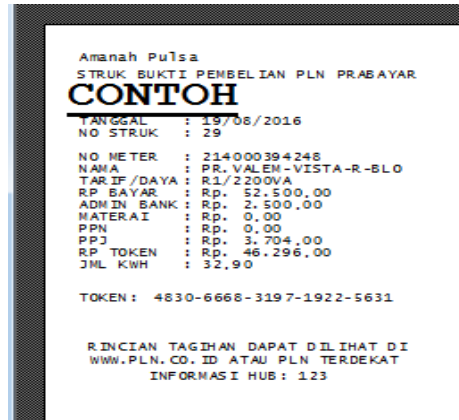 Amanah Pulsa
STRUK BUKTI PEMBELIAN PLN PRABAYAR
CONTOH
TANGGAL : 19/08/2016
NO STRUK : 29
NO METER : 214000394248
NAMA : PR.VALEM-VISTA-R-BLO
TARIF/DAYA : R1/2200VA
RP BAYAR : Rp. 52.500,00
ADMIN BANK : Rp. 2.500,00
MATERAI : Rp. 0,00
PPN : Rp. 0,00
PPJ : Rp. 3.704,00
RP TOKEN : Rp. 46.296,00
JML KWH : 32,90
TOKEN: 4830-6668-3197-1922-5631
RINCIAN TAGIHAN DAPAT DILIHAT DI
WWW.PLN.CO.ID ATAU PLN TERDEKAT
INFORMASI HUB: 123